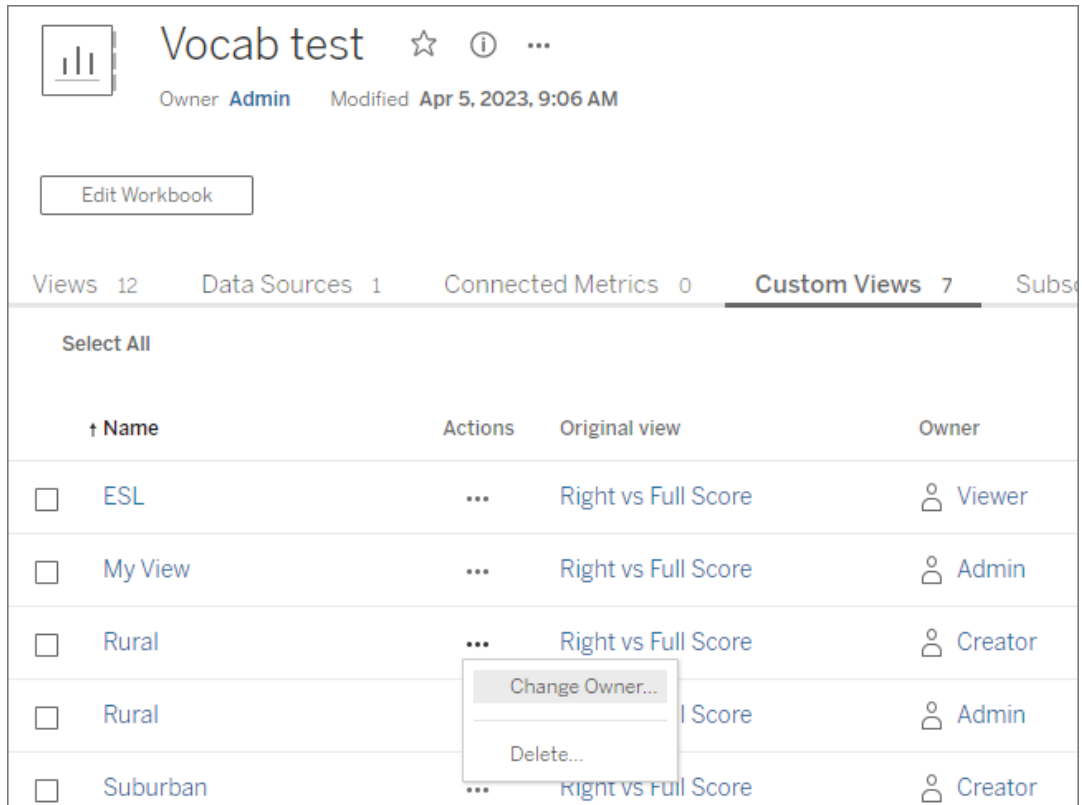 Vocab test
Owner Admin Modified Apr 5, 2023, 9:06 AM
Edit Workbook
Views 12 Data Sources 1 Connected Metrics 0 Custom Views 7
Select All
↑ Name Actions Original view Owner
ESL ••• Right vs Full Score Viewer
My View ••• Right vs Full Score Admin
Rural ••• Right vs Full Score Creator
Change Owner...
Rural l Score Admin
Delete...
Suburban ••• Right vs Full Score Creator